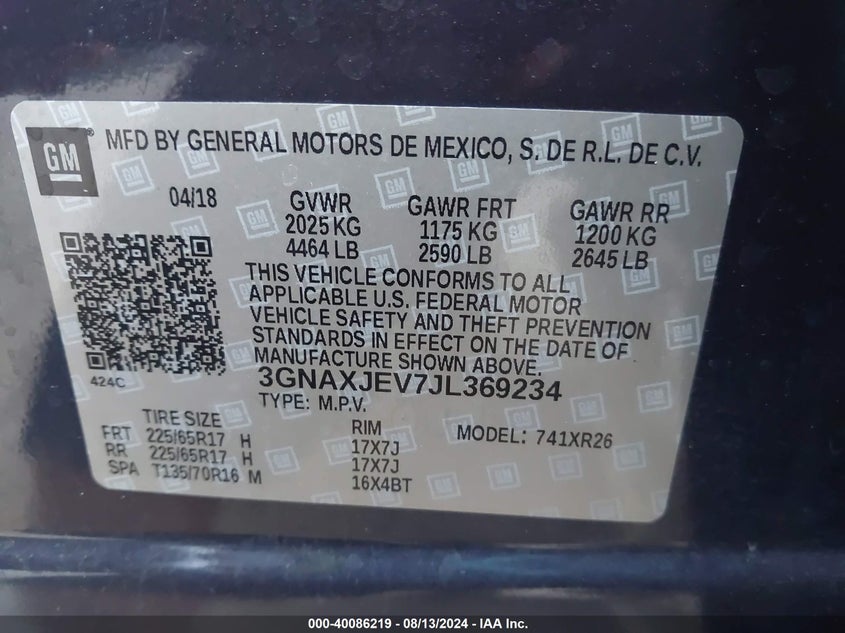 GM
MFD BY GENERAL MOTORS DE MEXICO, S. DE R.L. DE C.V.
04/18 GVWR GAWR FRT GAWR RR
2025 KG 1175 KG 1200 KG
4464 LB 2590 LB 2645 LB
THIS VEHICLE CONFORMS TO ALL
APPLICABLE U.S. FEDERAL MOTOR
VEHICLE SAFETY AND THEFT PREVENTION
STANDARDS IN EFFECT ON THE DATE OF
MANUFACTURE SHOWN ABOVE.
424C
3GNAXJEV7JL369234
TYPE: M.P.V.
TIRE SIZE RIM MODEL: 741XR26
FRT 225/65R17 H 17X7J
RR 225/65R17 H 17X7J
SPA T135/70R16 M 16X4BT
000-40086219 - 08/13/2024 - IAA Inc.